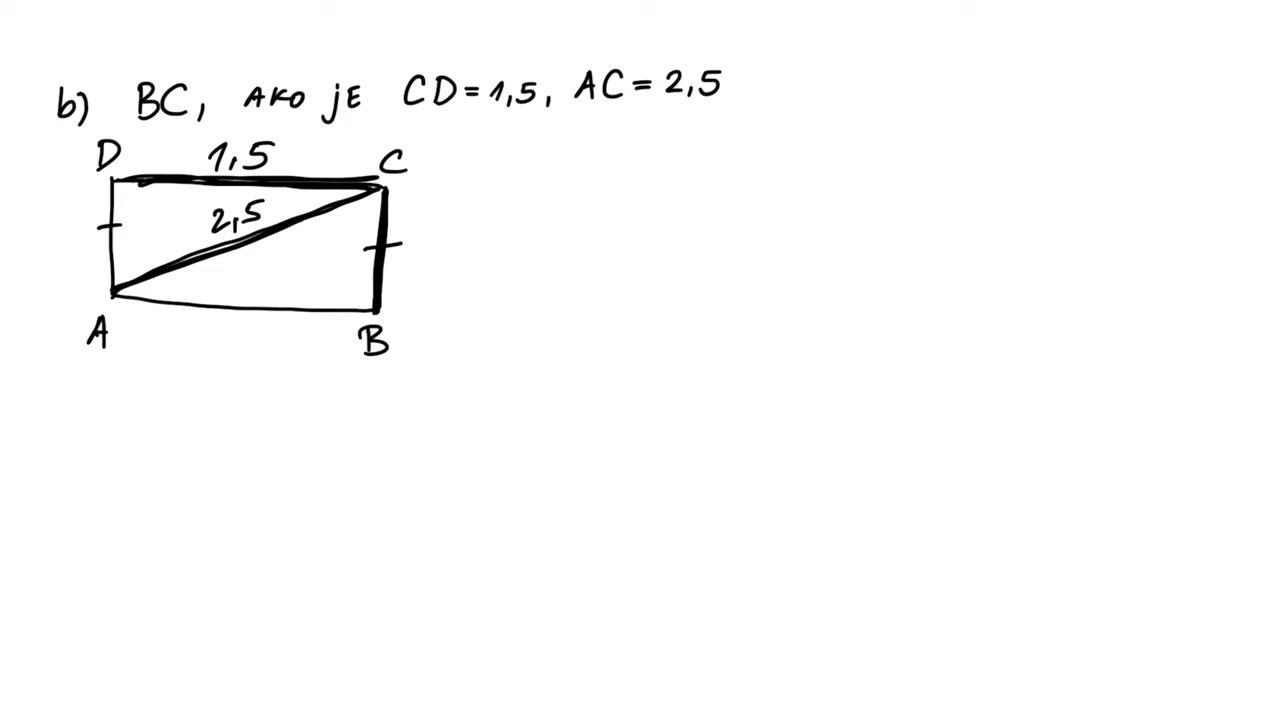 b) BC, AKO jE CD = 1,5, AC = 2,5
D 1,5 C
2,5
A B